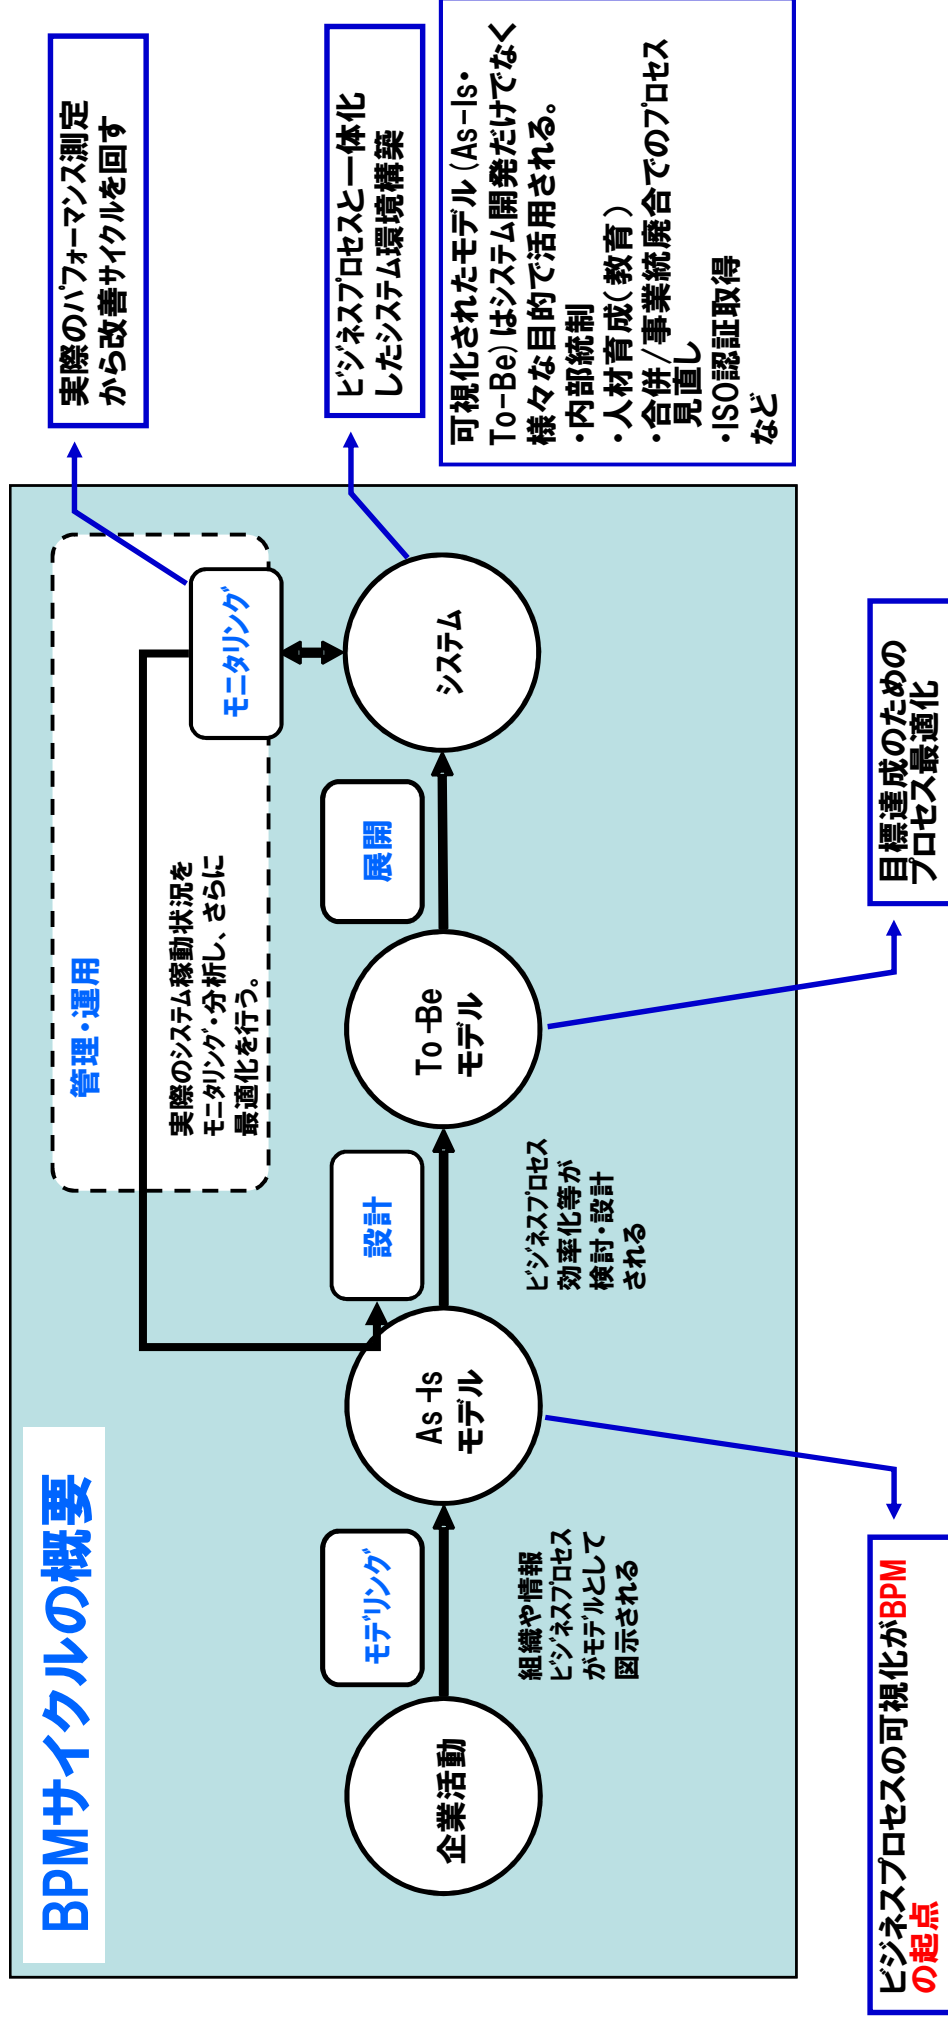 BPMサイクルの概要
管理・運用
実際のシステム稼動状況を
モニタリング・分析し、さらに
最適化を行う。
モニタリング
モデリング
設計
展開
企業活動
As-Is
モデル
To-Be
モデル
システム
組織や情報
ビジネスプロセス
がモデルとして
図示される
ビジネスプロセス
効率化等が
検討・設計
される
実際のパフォーマンス測定
から改善サイクルを回す
ビジネスプロセスと一体化
したシステム環境構築
可視化されたモデル(As-Is・
To-Be)はシステム開発だけでなく
様々な目的で活用される。
・内部統制
・人材育成(教育)
・合併/事業統廃合でのプロセス
見直し
・ISO認証取得
など
ビジネスプロセスの可視化がBPM
の起点
目標達成のための
プロセス最適化